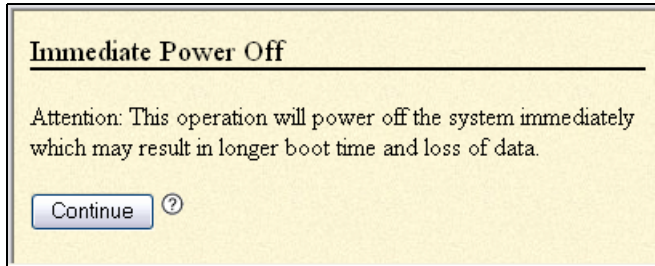 Immediate Power Off
Attention: This operation will power off the system immediately
which may result in longer boot time and loss of data.
Continue ?